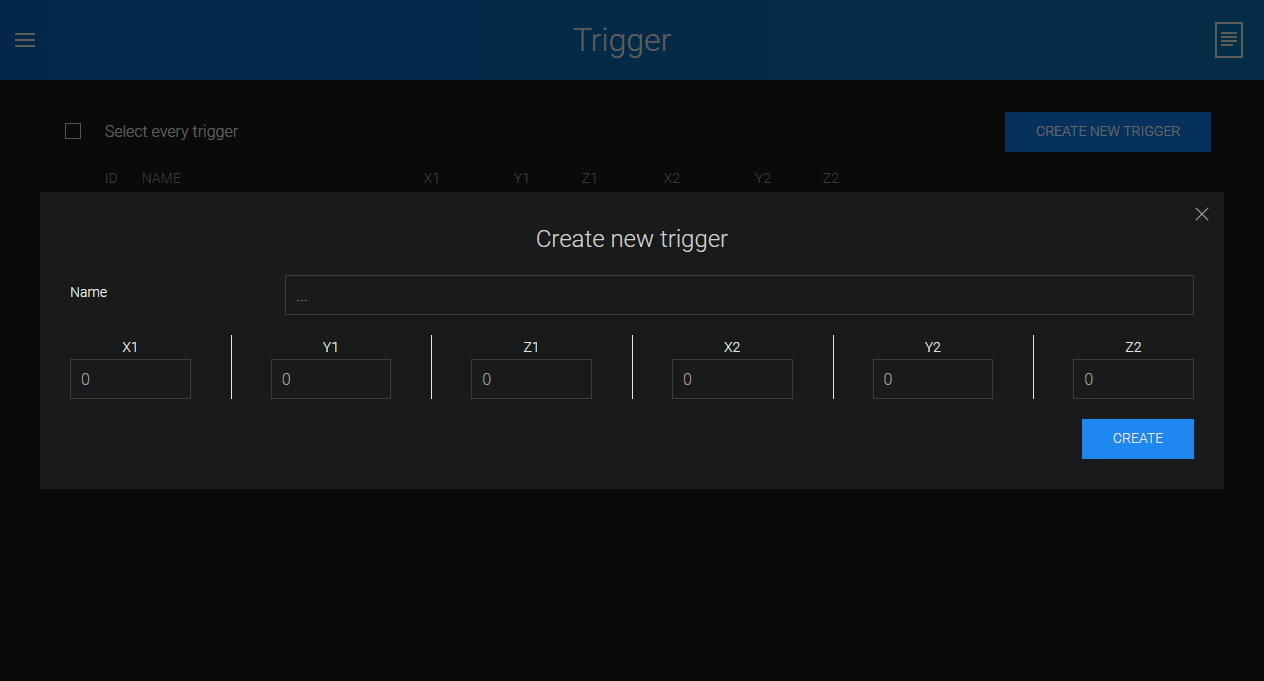 Trigger
Select every trigger
CREATE NEW TRIGGER
ID NAME X1 Y1 Z1 X2 Y2 Z2
Create new trigger
Name
...
X1 Y1 Z1 X2 Y2 Z2
0 0 0 0 0 0
CREATE